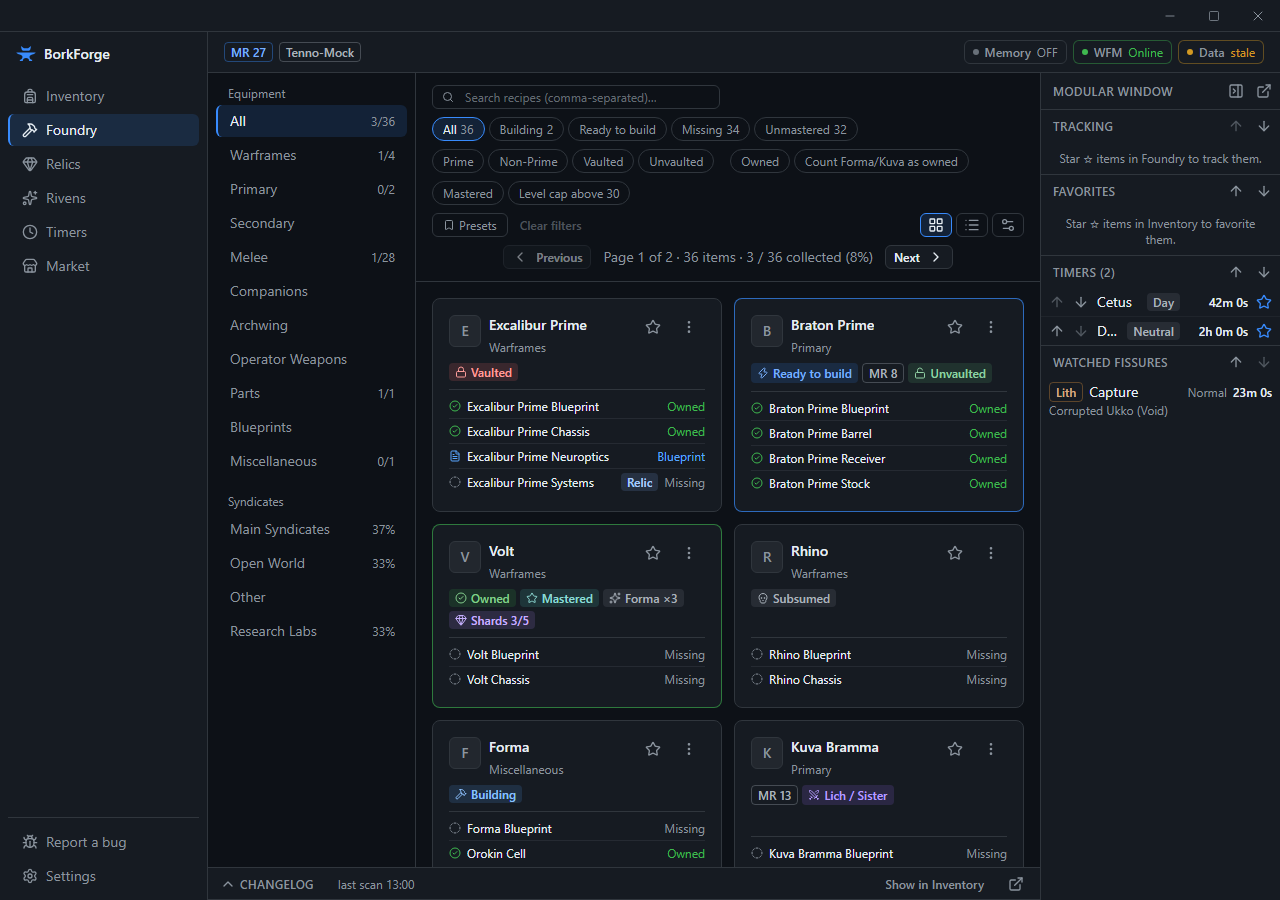 BorkForge
MR 27
Tenno-Mock
Memory OFF
WFM Online
Data stale
Inventory
Foundry
Relics
Rivens
Timers
Market
Report a bug
Settings
Equipment
All 3/36
Warframes 1/4
Primary 0/2
Secondary
Melee 1/28
Companions
Archwing
Operator Weapons
Parts 1/1
Blueprints
Miscellaneous 0/1
Syndicates
Main Syndicates 37%
Open World 33%
Other
Research Labs 33%
Search recipes (comma-separated)...
All 36 Building 2 Ready to build Missing 34 Unmastered 32
Prime Non-Prime Vaulted Unvaulted Owned Count Forma/Kuva as owned
Mastered Level cap above 30
Presets Clear filters
Previous Page 1 of 2 · 36 items · 3 / 36 collected (8%) Next
E
Excalibur Prime
Warframes
Vaulted
Excalibur Prime Blueprint Owned
Excalibur Prime Chassis Owned
Excalibur Prime Neuroptics Blueprint
Excalibur Prime Systems Relic Missing
B
Braton Prime
Primary
Ready to build MR 8 Unvaulted
Braton Prime Blueprint Owned
Braton Prime Barrel Owned
Braton Prime Receiver Owned
Braton Prime Stock Owned
V
Volt
Warframes
Owned Mastered Forma ×3
Shards 3/5
Volt Blueprint Missing
Volt Chassis Missing
R
Rhino
Warframes
Subsumed
Rhino Blueprint Missing
Rhino Chassis Missing
F
Forma
Miscellaneous
Building
Forma Blueprint Missing
Orokin Cell Owned
K
Kuva Bramma
Primary
MR 13 Lich / Sister
Kuva Bramma Blueprint Missing
MODULAR WINDOW
TRACKING
Star ☆ items in Foundry to track them.
FAVORITES
Star ☆ items in Inventory to favorite
them.
TIMERS (2)
Cetus Day 42m 0s
D... Neutral 2h 0m 0s
WATCHED FISSURES
Lith Capture Normal 23m 0s
Corrupted Ukko (Void)
CHANGELOG last scan 13:00 Show in Inventory